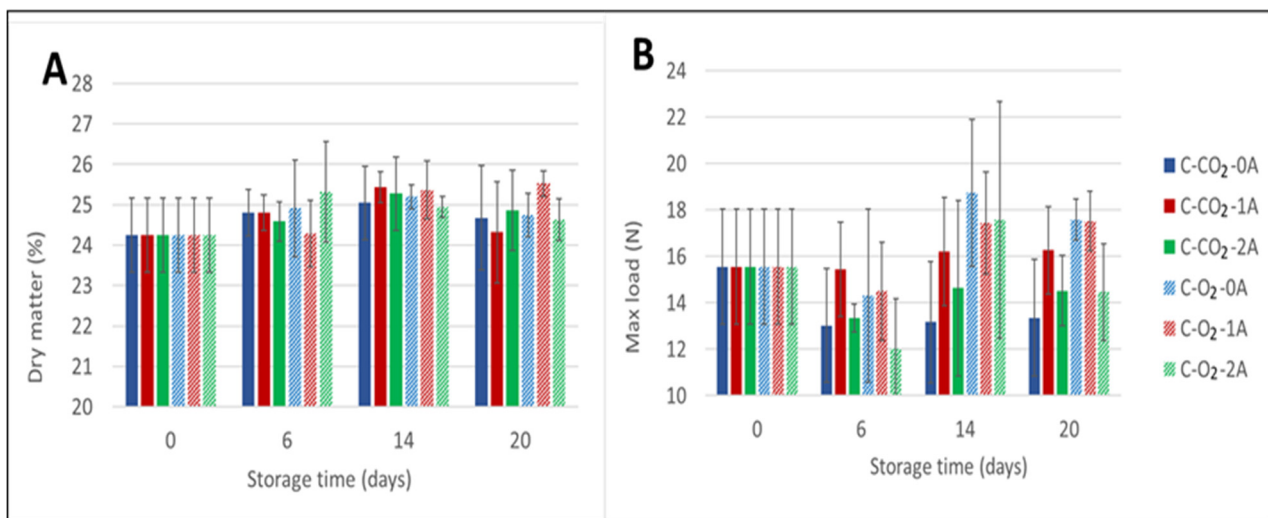 A
28
27
26
25
24
23
22
21
20
Dry matter (%)
0 6 14 20
Storage time (days)
B
24
22
20
18
16
14
12
10
Max load (N)
0 6 14 20
Storage time (days)
C-CO₂-0A
C-CO₂-1A
C-CO₂-2A
C-O₂-0A
C-O₂-1A
C-O₂-2A